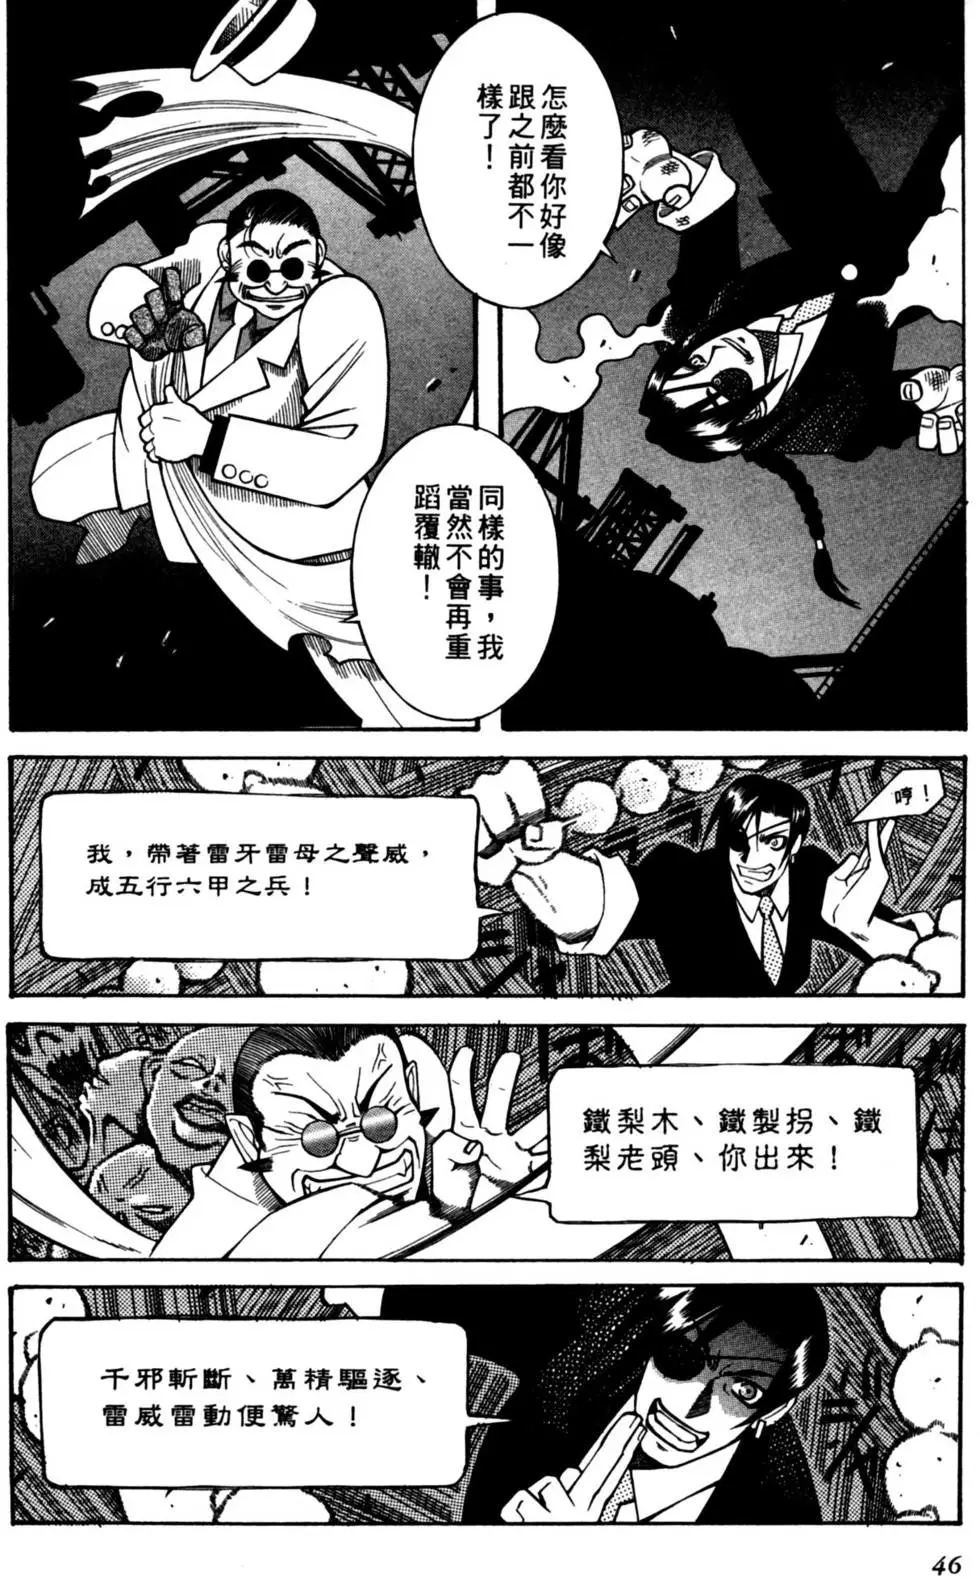 怎麼看你好像
跟之前都不一
樣了！
同樣的事，我
當然不會再重
蹈覆轍！
哼！
我，帶著雷牙雷母之聲威，
成五行六甲之兵！
鐵梨木、鐵製拐、鐵
梨老頭、你出來！
千邪斬斷、萬精驅逐、
雷威雷動便驚人！
46